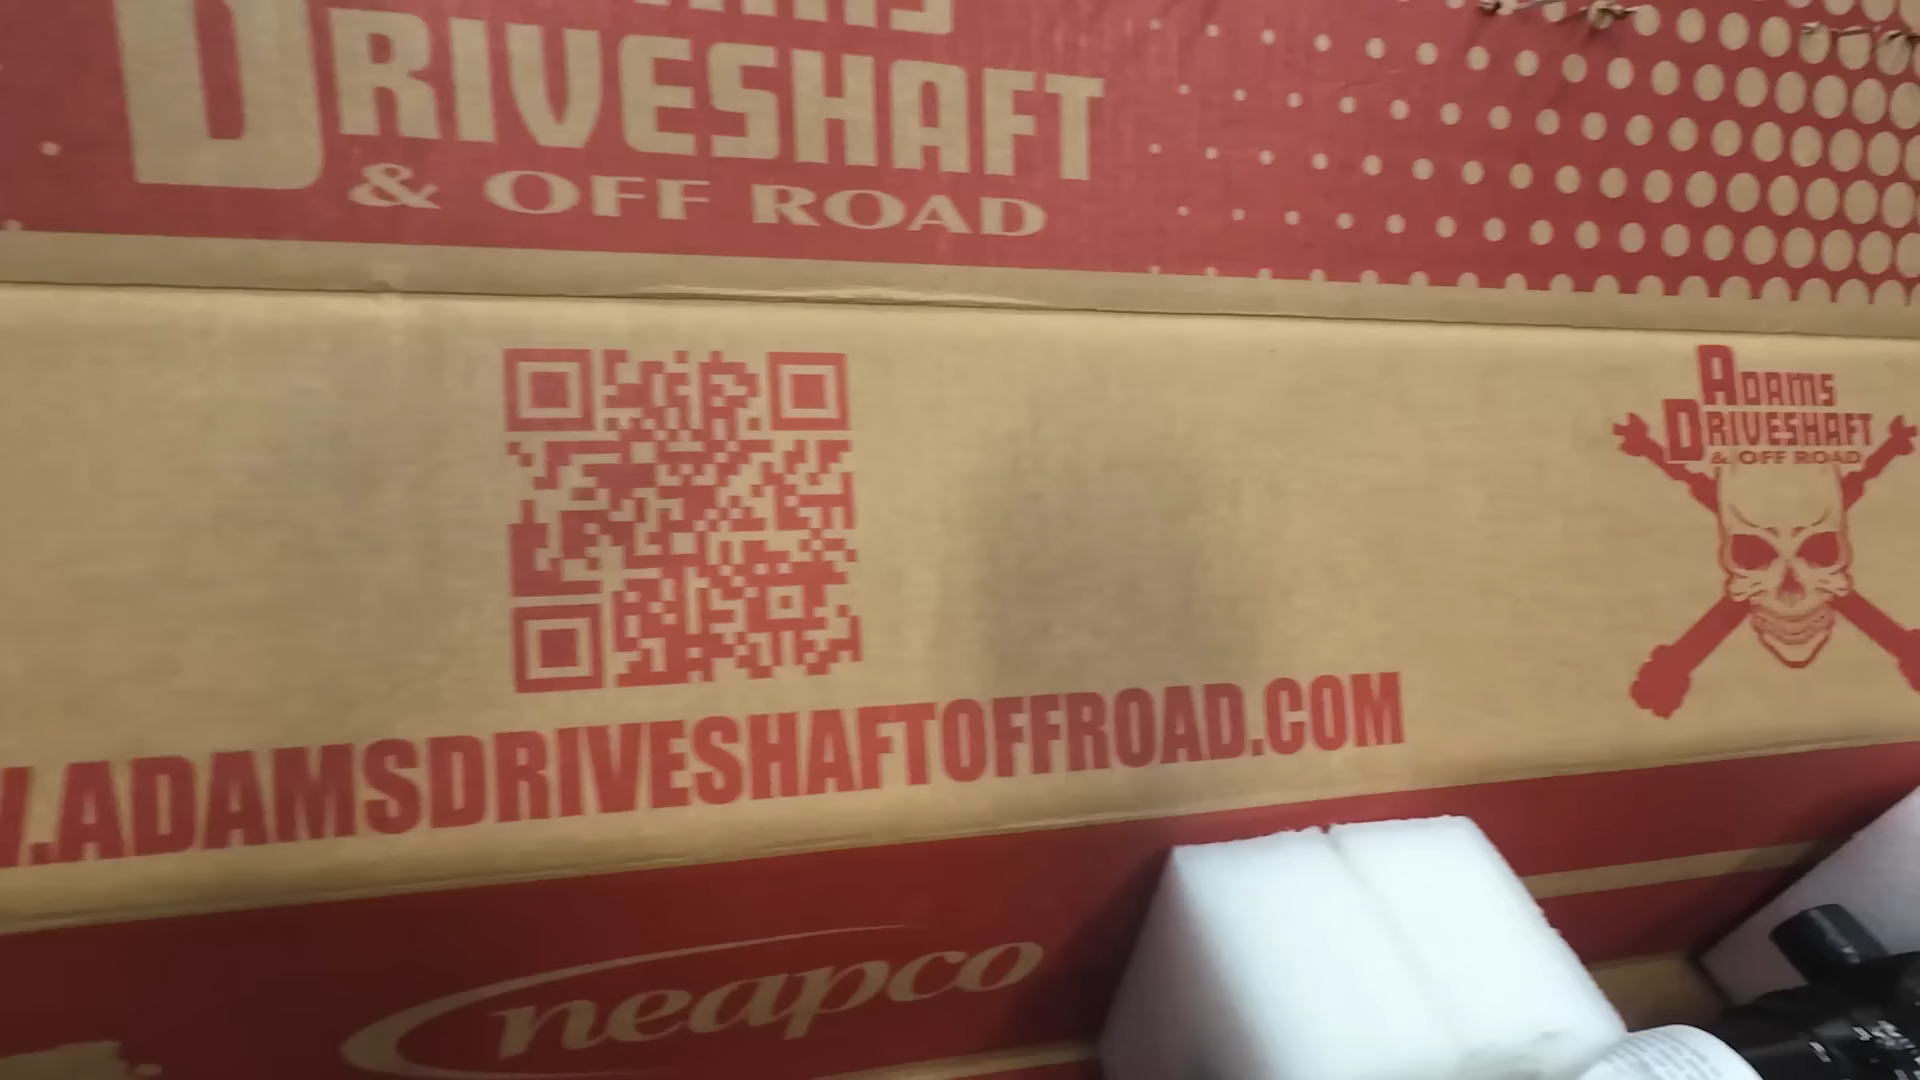 DRIVESHAFT
& OFF ROAD
ADAMS
DRIVESHAFT
& OFF ROAD
.ADAMSDRIVESHAFTOFFROAD.COM
neapco